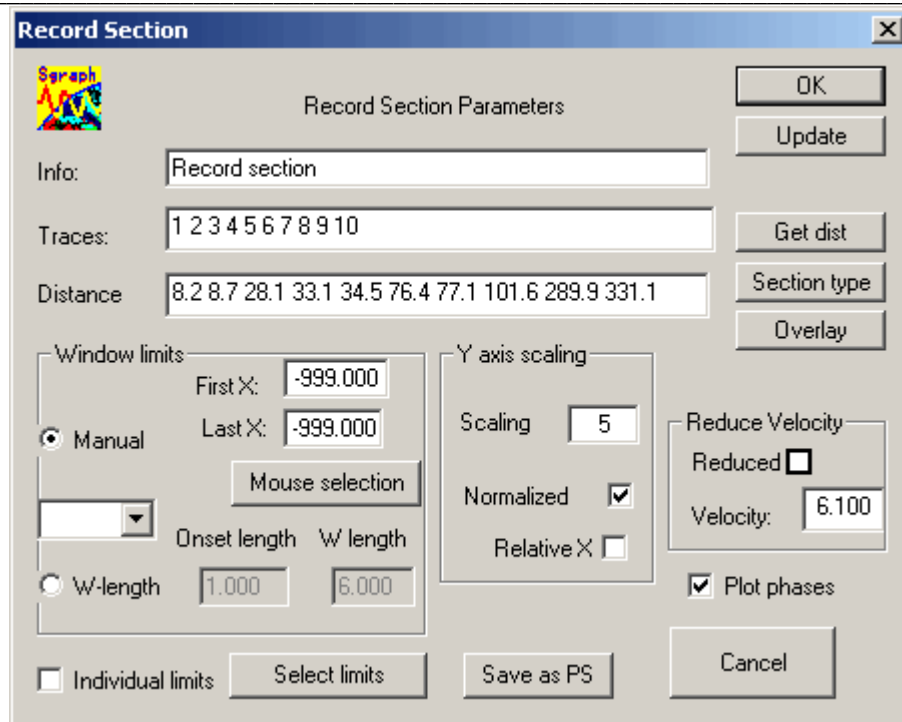 Record Section
Sgraph
Record Section Parameters
OK
Update
Info: Record section
Traces: 1 2 3 4 5 6 7 8 9 10
Get dist
Distance 8.2 8.7 28.1 33.1 34.5 76.4 77.1 101.6 289.9 331.1
Section type
Overlay
Window limits
First X: -999.000
Manual
Last X: -999.000
Mouse selection
Onset length W length
W-length 1.000 6.000
Y axis scaling
Scaling 5
Normalized
Relative X
Reduce Velocity
Reduced
Velocity: 6.100
Plot phases
Individual limits
Select limits
Save as PS
Cancel